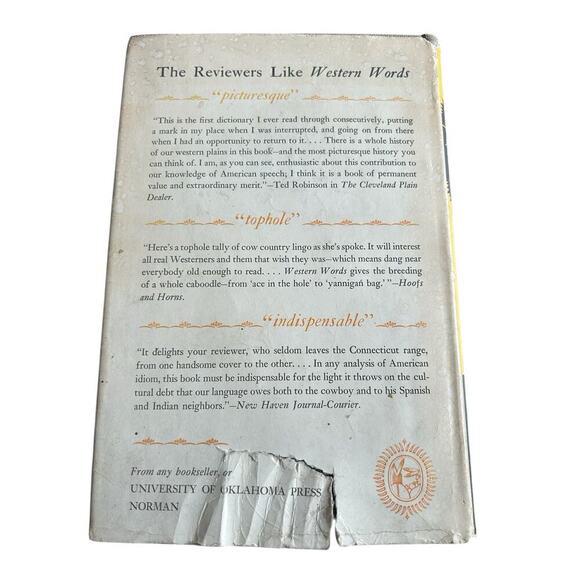 The Reviewers Like Western Words
"picturesque"
"This is the first dictionary I ever read through consecutively, putting
a mark in my place when I was interrupted, and going on from there
when I had an opportunity to return to it. . . . There is a whole history
of our western plains in this book—and the most picturesque history you
can think of. I am, as you can see, enthusiastic about this contribution to
our knowledge of American speech; I think it is a book of permanent
value and extraordinary merit."—Ted Robinson in The Cleveland Plain
Dealer.
"tophole"
"Here's a tophole tally of cow country lingo as she's spoke. It will interest
all real Westerners and them that wish they was—which means dang near
everybody old enough to read. . . . Western Words gives the breeding
of a whole caboodle—from 'ace in the hole' to 'yannigan bag.' "—Hoofs
and Horns.
"indispensable"
"It delights your reviewer, who seldom leaves the Connecticut range,
from one handsome cover to the other. . . . In any analysis of American
idiom, this book must be indispensable for the light it throws on the cul-
tural debt that our language owes both to the cowboy and to his Spanish
and Indian neighbors."—New Haven Journal-Courier.
From any bookseller, or
UNIVERSITY OF OKLAHOMA PRESS
NORMAN